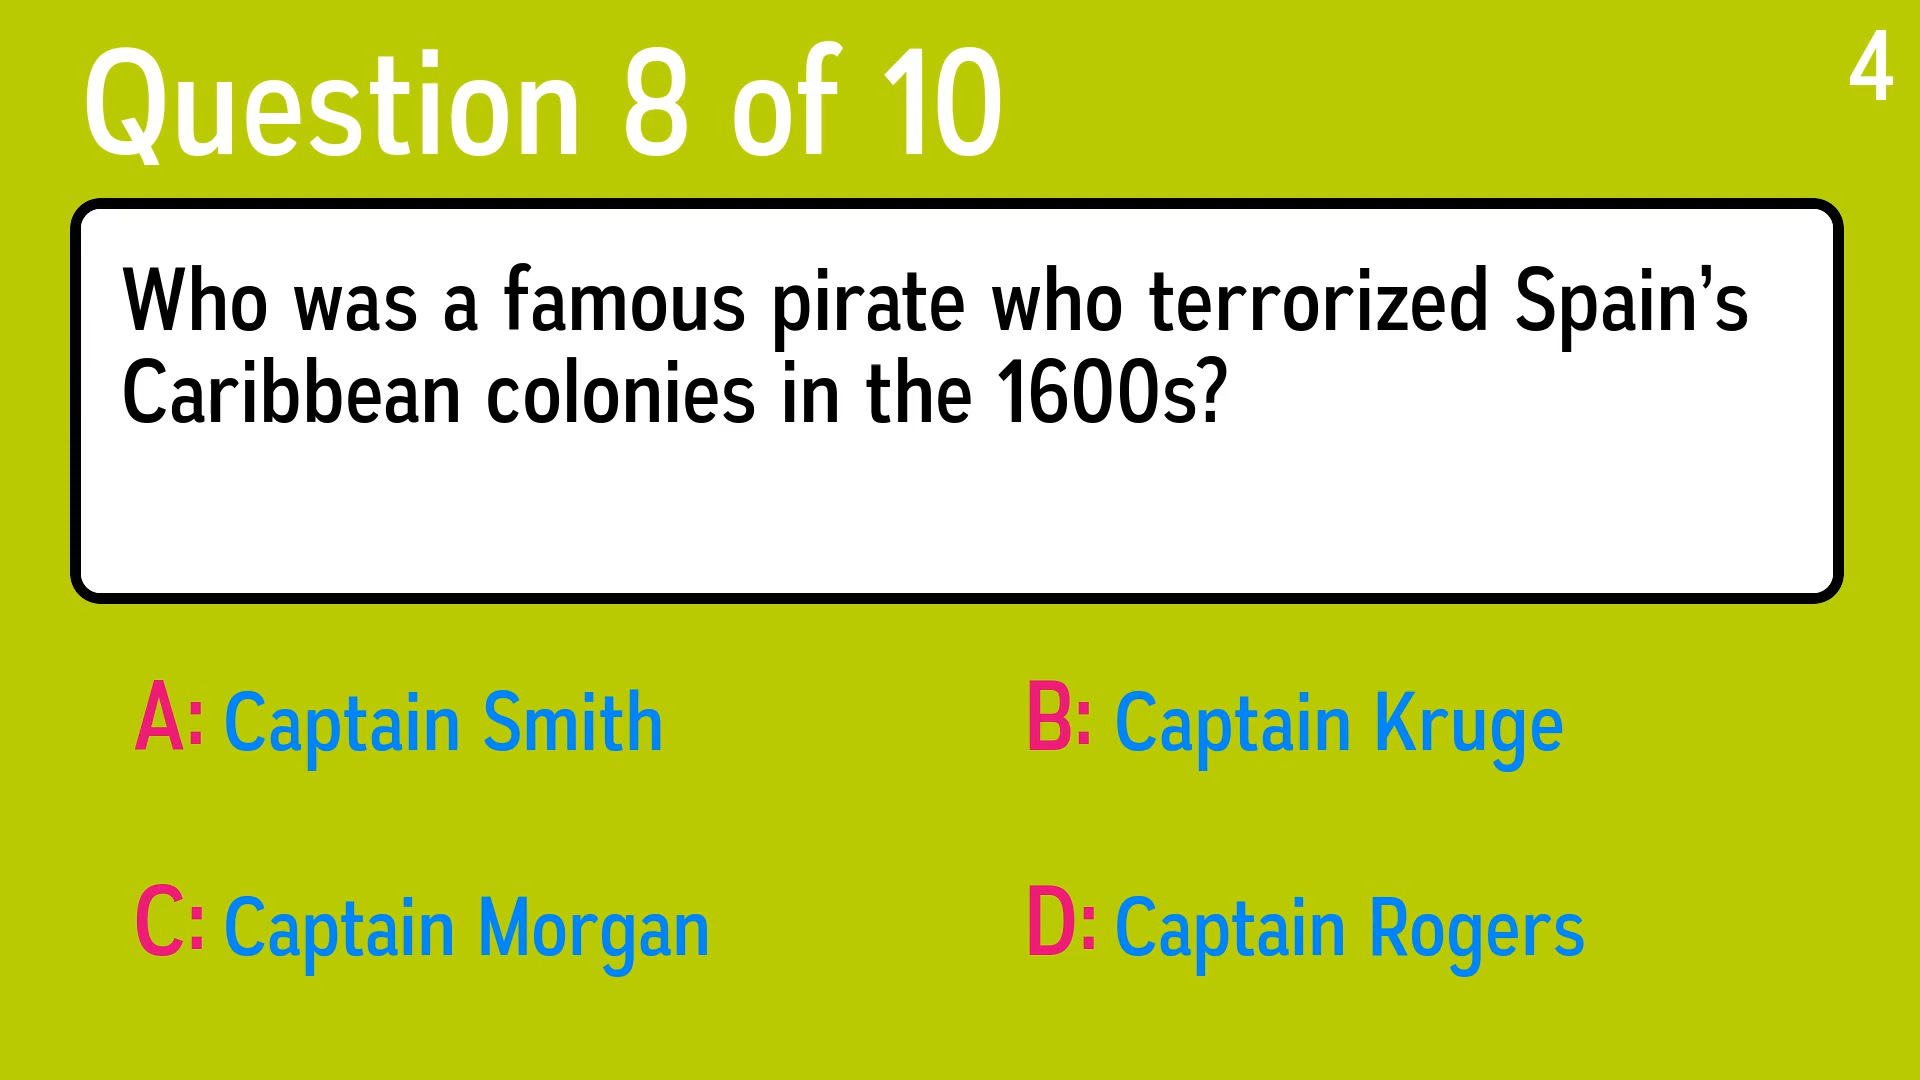 Question 8 of 10
4
Who was a famous pirate who terrorized Spain’s
Caribbean colonies in the 1600s?
A: Captain Smith
B: Captain Kruge
C: Captain Morgan
D: Captain Rogers